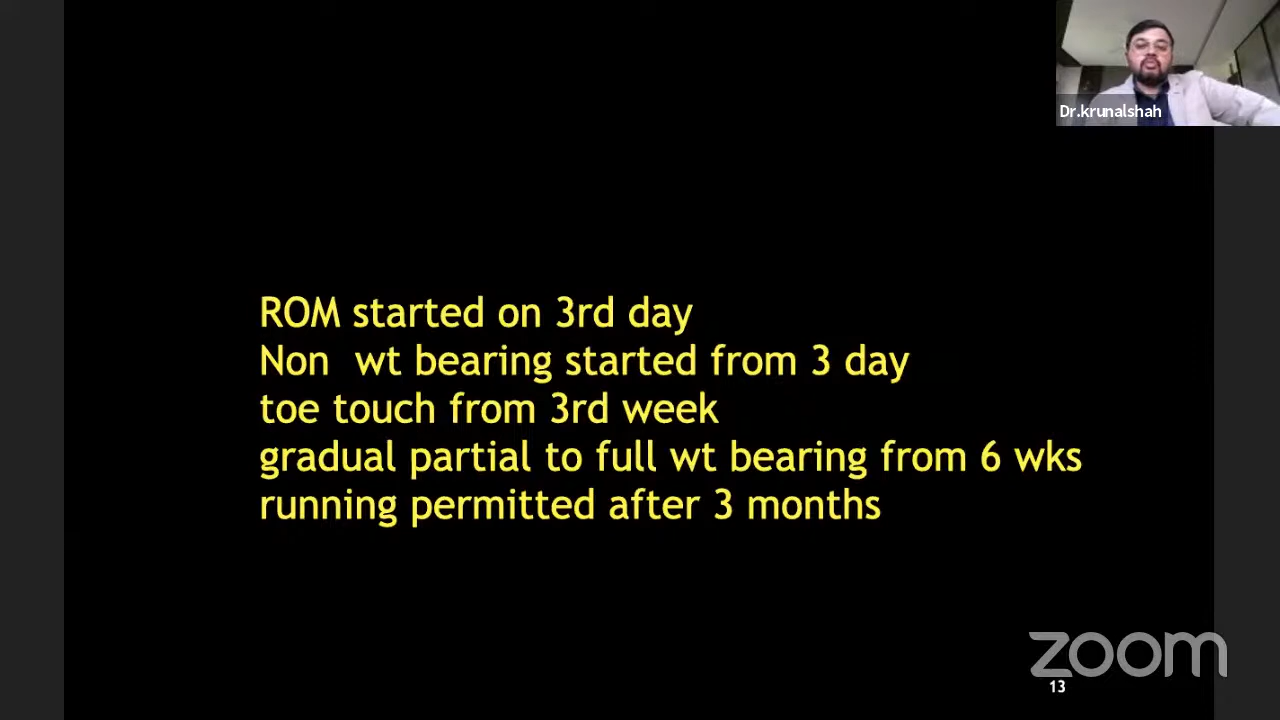 Dr.krunalshah
ROM started on 3rd day
Non wt bearing started from 3 day
toe touch from 3rd week
gradual partial to full wt bearing from 6 wks
running permitted after 3 months
zoom
13